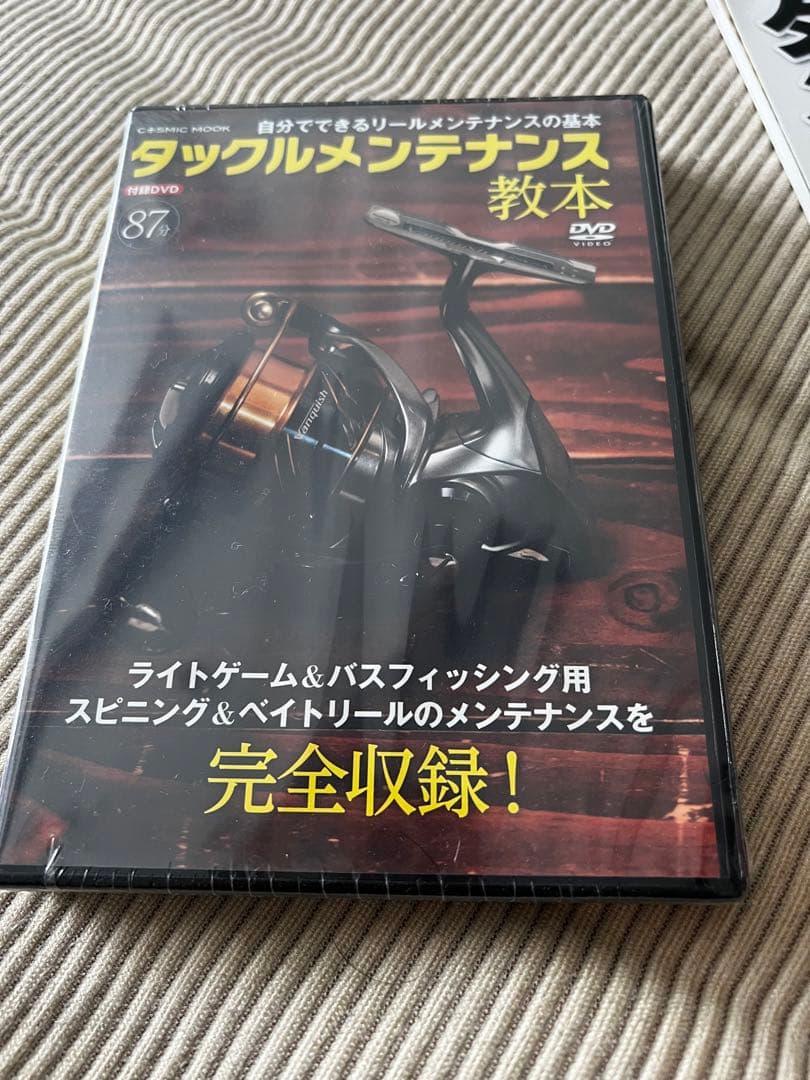 COSMIC MOOK
自分でできるリールメンテナンスの基本
タックルメンテナンス
教本
付録DVD
87分
DVD
VIDEO
Vanquish
ライトゲーム&バスフィッシング用
スピニング&ベイトリールのメンテナンスを
完全収録!